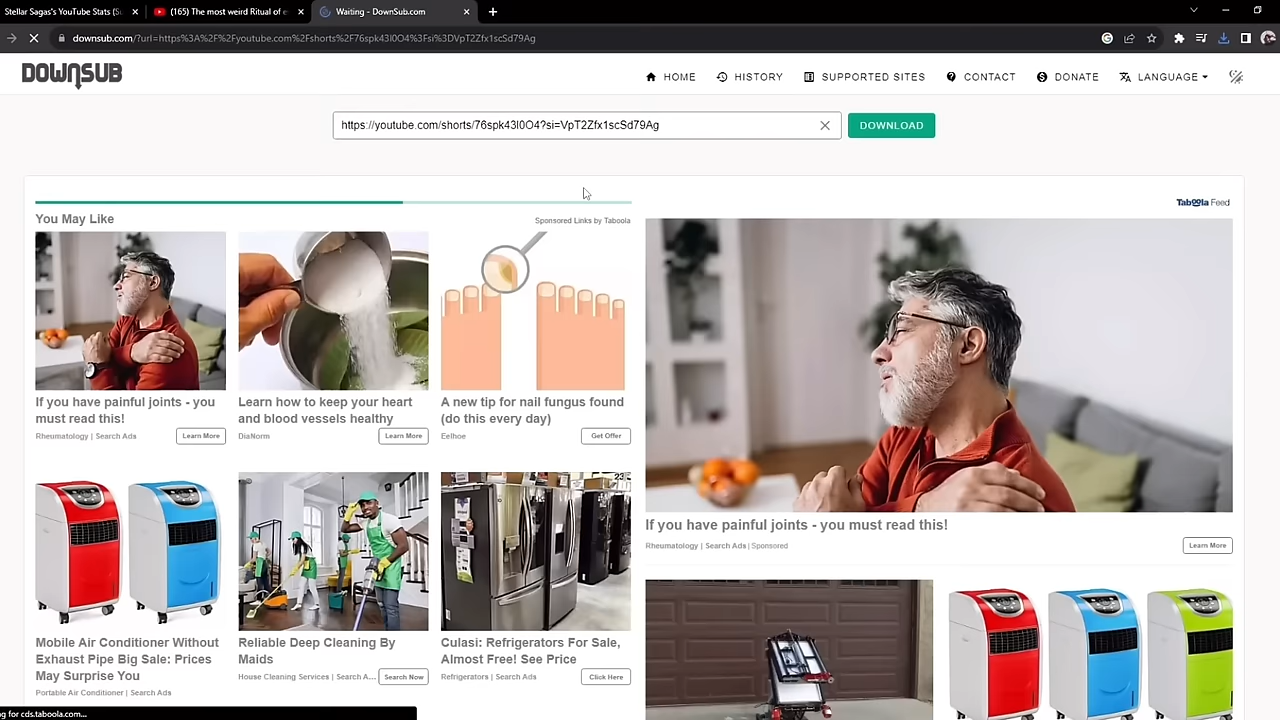 Stellar Sagas's YouTube Stats (Su
(165) The most weird Ritual of e
Waiting - DownSub.com
downsub.com/?url=https%3A%2F%2Fyoutube.com%2Fshorts%2F76spk43I0O4%3Fsi%3DVpT2Zfx1scSd79Ag
DOWNSUB
HOME
HISTORY
SUPPORTED SITES
CONTACT
DONATE
LANGUAGE
https://youtube.com/shorts/76spk43I0O4?si=VpT2Zfx1scSd79Ag
DOWNLOAD
You May Like
Sponsored Links by Taboola
If you have painful joints - you
must read this!
Rheumatology | Search Ads
Learn More
Learn how to keep your heart
and blood vessels healthy
DiaNorm
Learn More
A new tip for nail fungus found
(do this every day)
Eelhoe
Get Offer
Mobile Air Conditioner Without
Exhaust Pipe Big Sale: Prices
May Surprise You
Portable Air Conditioner | Search Ads
Reliable Deep Cleaning By
Maids
House Cleaning Services | Search A...
Search Now
Culasi: Refrigerators For Sale,
Almost Free! See Price
Refrigerators | Search Ads
Click Here
Taboola Feed
If you have painful joints - you must read this!
Rheumatology | Search Ads | Sponsored
Learn More
ng for cds.taboola.com...